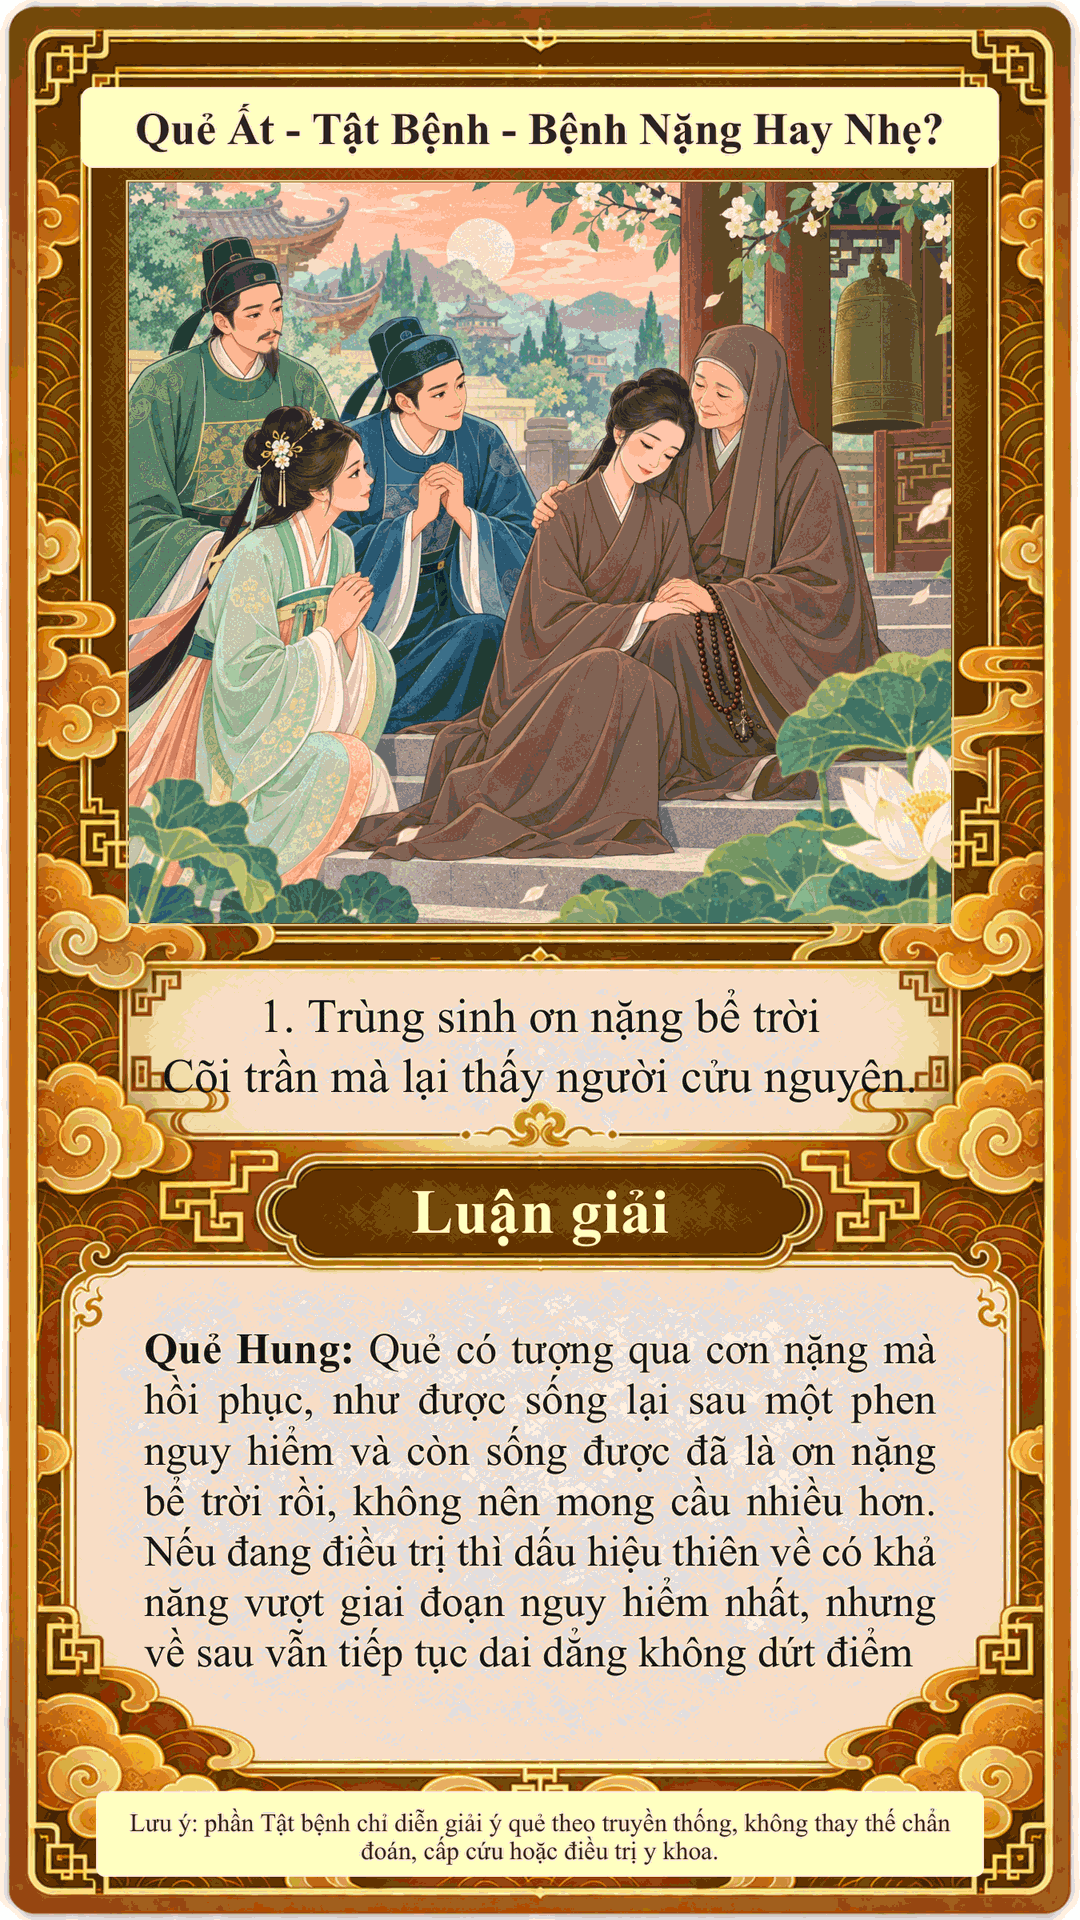 Quẻ Ất - Tật Bệnh - Bệnh Nặng Hay Nhẹ?
1. Trùng sinh ơn nặng bể trời
Cõi trần mà lại thấy người cửu nguyên.
Luận giải
Quẻ Hung: Quẻ có tượng qua cơn nặng mà
hồi phục, như được sống lại sau một phen
nguy hiểm và còn sống được đã là ơn nặng
bể trời rồi, không nên mong cầu nhiều hơn.
Nếu đang điều trị thì dấu hiệu thiên về có khả
năng vượt giai đoạn nguy hiểm nhất, nhưng
về sau vẫn tiếp tục dai dẳng không dứt điểm
Lưu ý: phần Tật bệnh chỉ diễn giải ý quẻ theo truyền thống, không thay thế chẩn
đoán, cấp cứu hoặc điều trị y khoa.